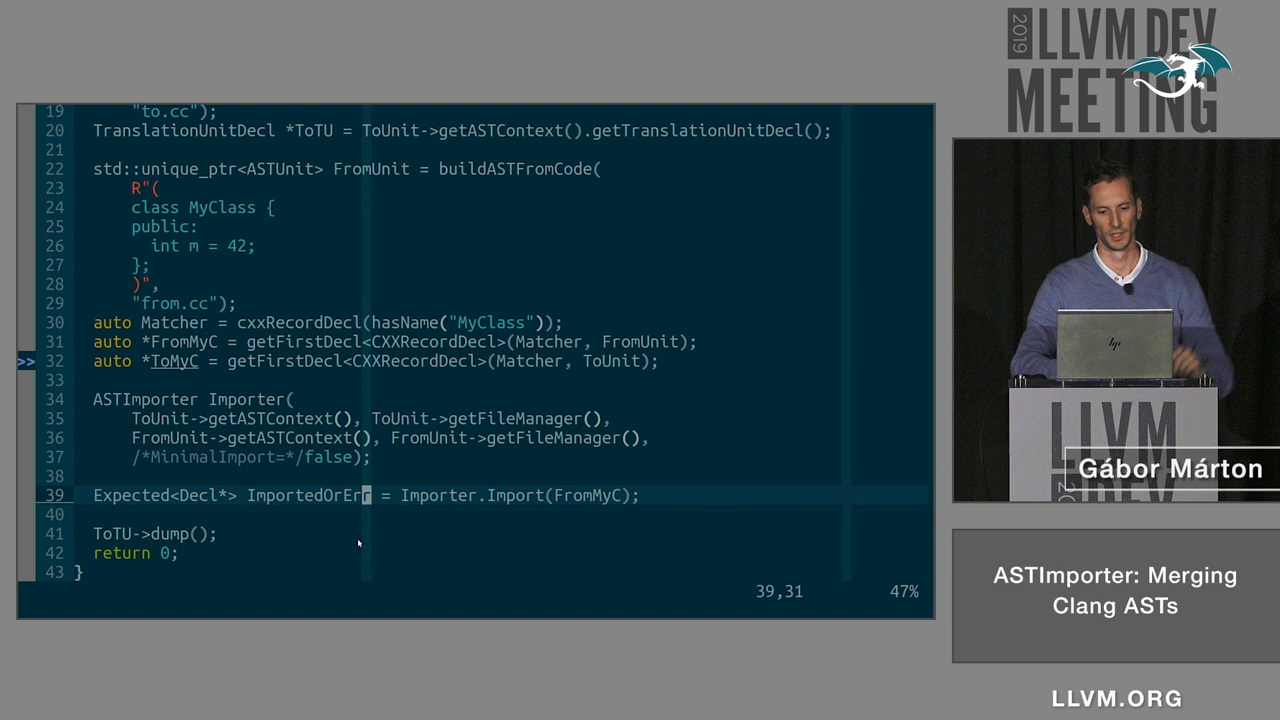 19 "to.cc");
20 TranslationUnitDecl *ToTU = ToUnit->getASTContext().getTranslationUnitDecl();
21
22 std::unique_ptr<ASTUnit> FromUnit = buildASTFromCode(
23 R"(
24 class MyClass {
25 public:
26 int m = 42;
27 };
28 )",
29 "from.cc");
30 auto Matcher = cxxRecordDecl(hasName("MyClass"));
31 auto *FromMyC = getFirstDecl<CXXRecordDecl>(Matcher, FromUnit);
>> 32 auto *ToMyC = getFirstDecl<CXXRecordDecl>(Matcher, ToUnit);
33
34 ASTImporter Importer(
35 ToUnit->getASTContext(), ToUnit->getFileManager(),
36 FromUnit->getASTContext(), FromUnit->getFileManager(),
37 /*MinimalImport=*/false);
38
39 Expected<Decl*> ImportedOrErr = Importer.Import(FromMyC);
40
41 ToTU->dump();
42 return 0;
43 }
39,31 47%
2019 LLVM DEV
MEETING
hp
LLVM
Gábor Márton
ASTImporter: Merging
Clang ASTs
LLVM.ORG